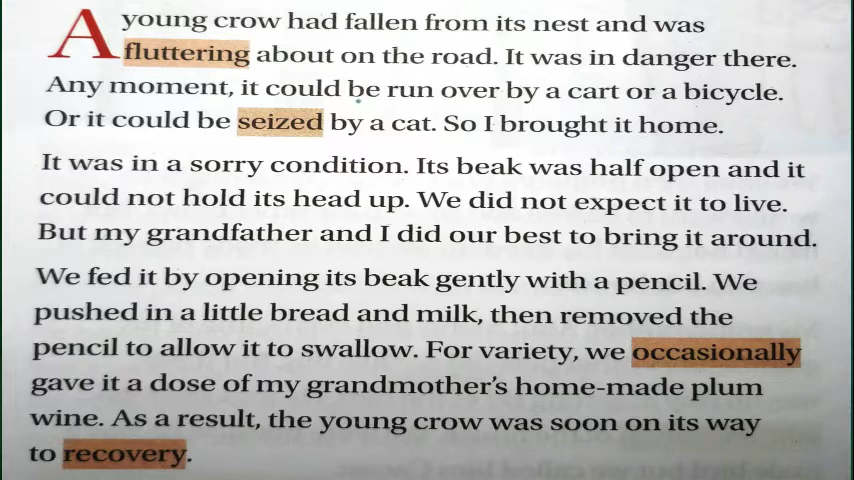 A young crow had fallen from its nest and was
fluttering about on the road. It was in danger there.
Any moment, it could be run over by a cart or a bicycle.
Or it could be seized by a cat. So I brought it home.
It was in a sorry condition. Its beak was half open and it
could not hold its head up. We did not expect it to live.
But my grandfather and I did our best to bring it around.
We fed it by opening its beak gently with a pencil. We
pushed in a little bread and milk, then removed the
pencil to allow it to swallow. For variety, we occasionally
gave it a dose of my grandmother's home-made plum
wine. As a result, the young crow was soon on its way
to recovery.